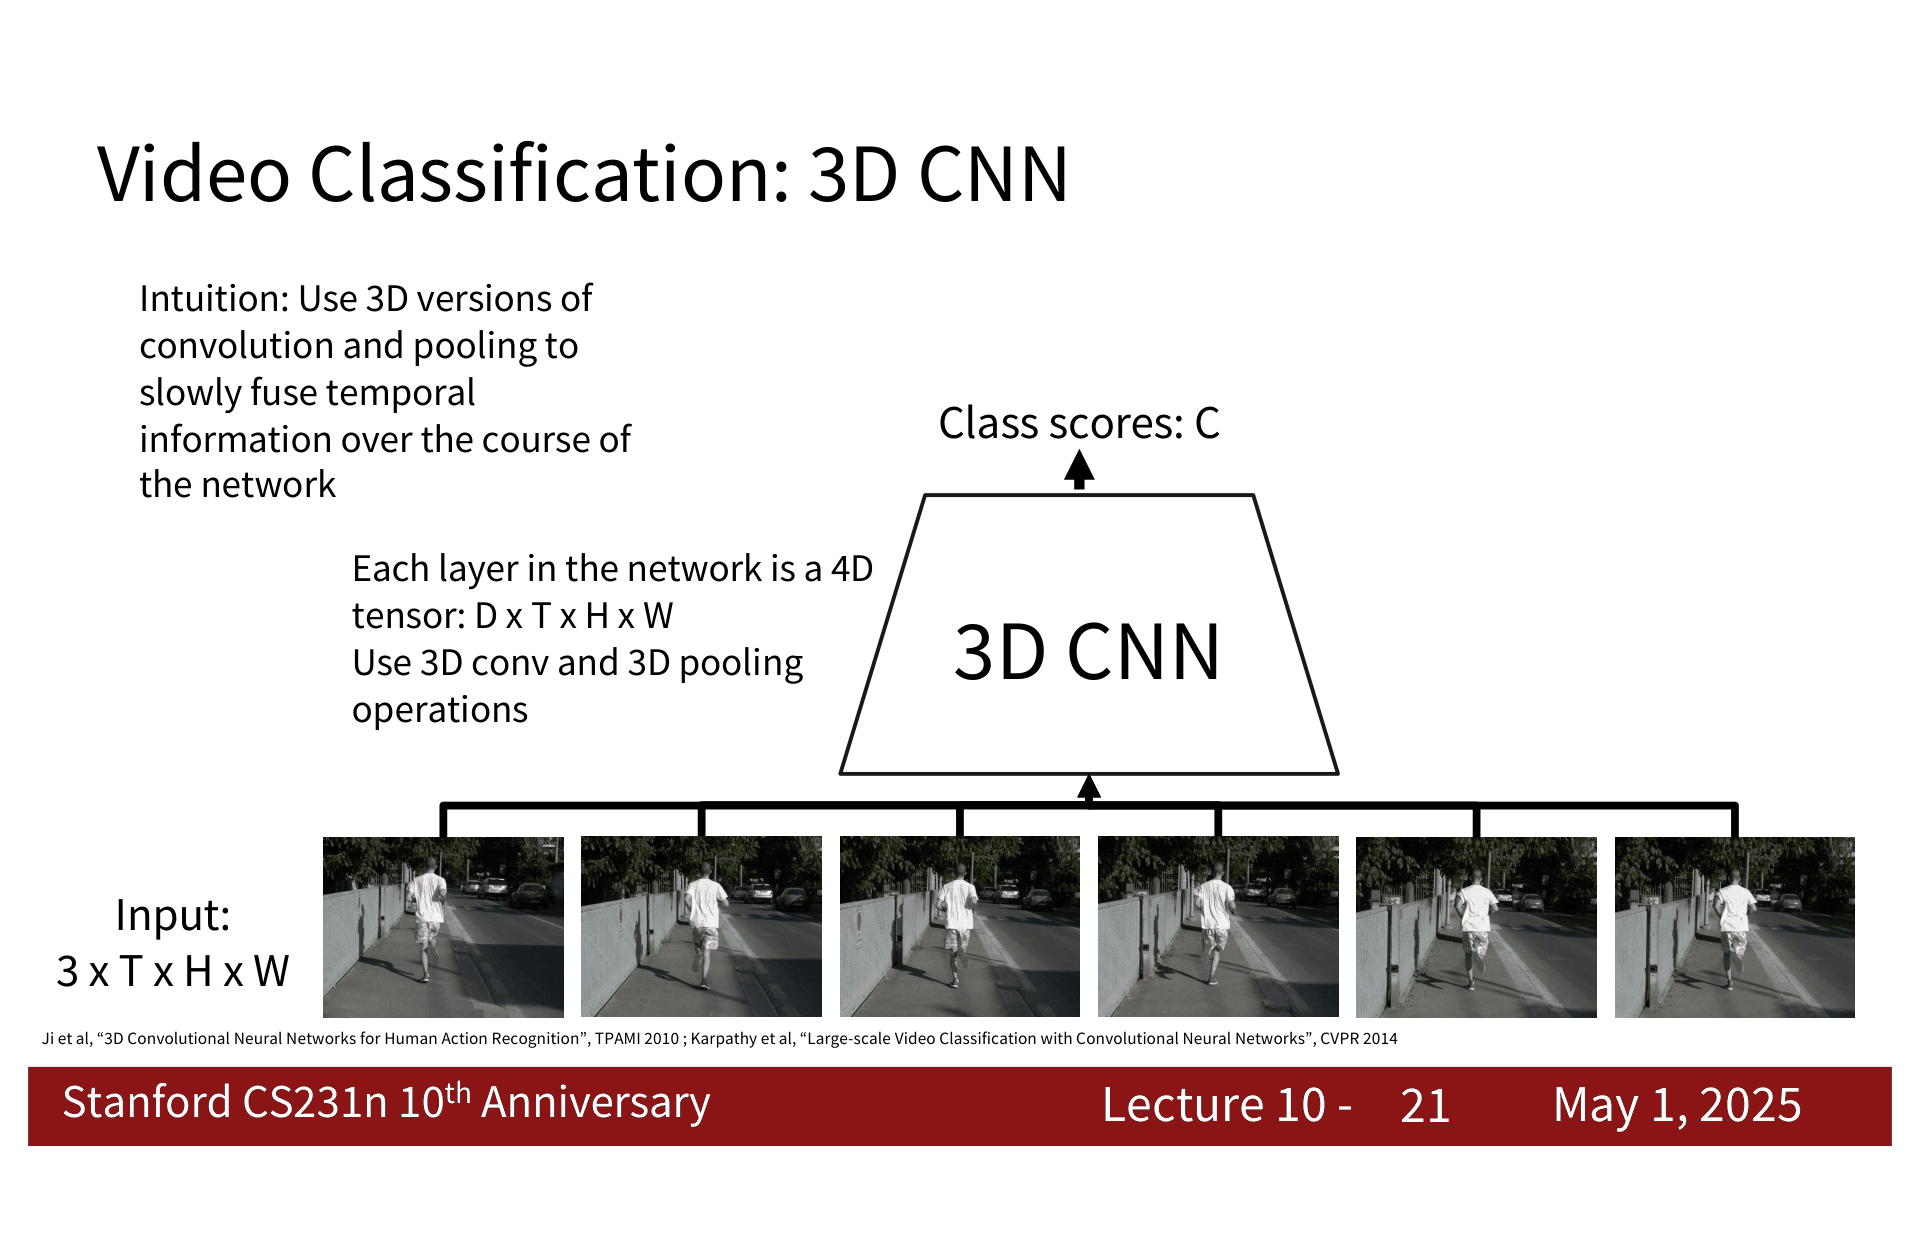 Video Classification: 3D CNN
Intuition: Use 3D versions of
convolution and pooling to
slowly fuse temporal
information over the course of
the network
Class scores: C
Each layer in the network is a 4D
tensor: D x T x H x W
Use 3D conv and 3D pooling
operations
3D CNN
Input:
3 x T x H x W
Ji et al, “3D Convolutional Neural Networks for Human Action Recognition”, TPAMI 2010 ; Karpathy et al, “Large-scale Video Classification with Convolutional Neural Networks”, CVPR 2014
Stanford CS231n 10th Anniversary
Lecture 10 - 21
May 1, 2025